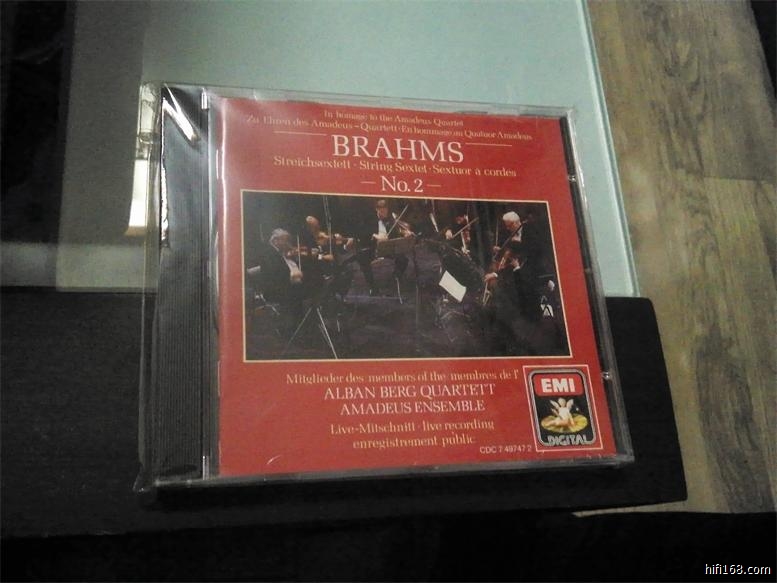 In homage to the Amadeus Quartet
Zu Ehren des Amadeus-Quartett · En hommage au Quatuor Amadeus
BRAHMS
Streichsextett · String Sextet · Sextuor à cordes
No. 2
Mitglieder des/members of the/membres de l'
ALBAN BERG QUARTETT
AMADEUS ENSEMBLE
Live-Mitschnitt · live recording
enregistrement public
EMI
DIGITAL
CDC 7 49747 2
hifi168.com